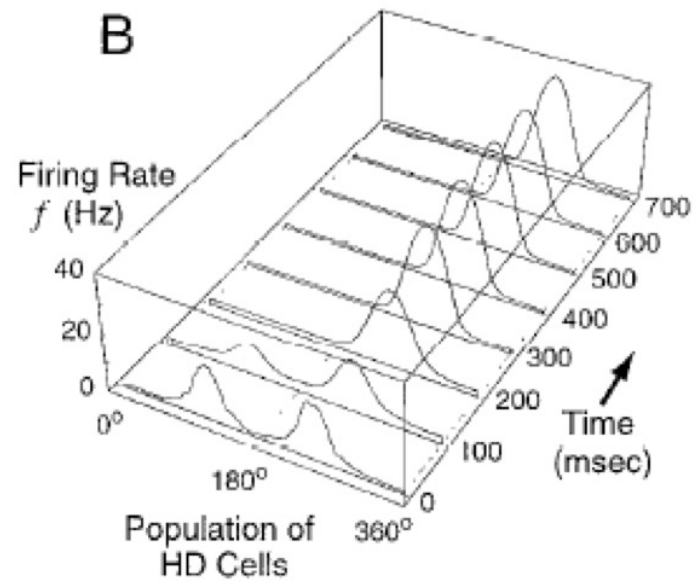 B
Firing Rate
f (Hz)
40
20
0
0°
180°
360°
Population of
HD Cells
0
100
200
300
400
500
600
700
Time
(msec)